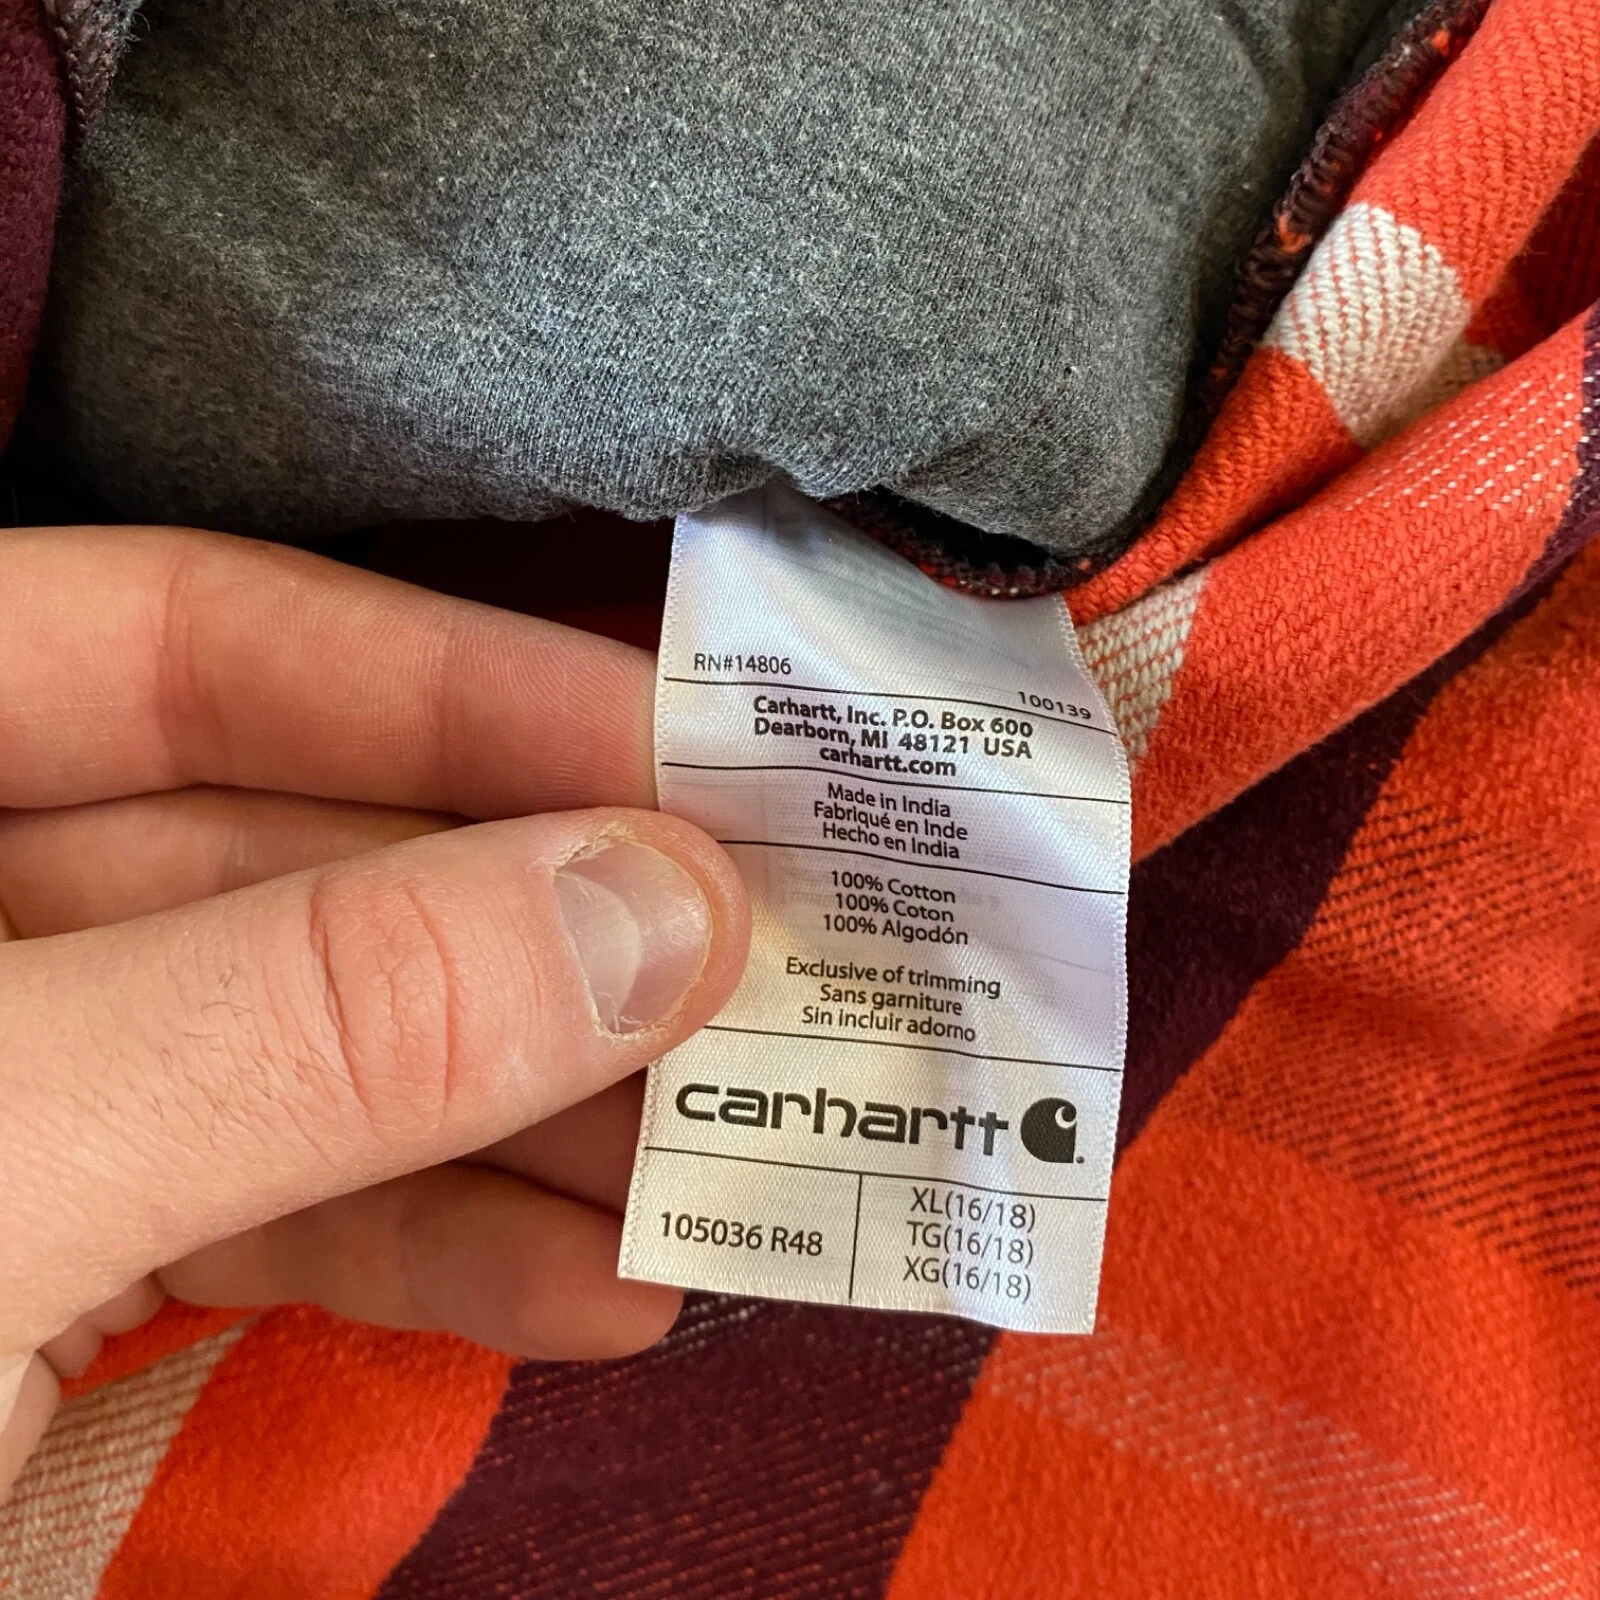 RN#14806
100139
Carhartt, Inc. P.O. Box 600
Dearborn, MI 48121 USA
carhartt.com
Made in India
Fabriqué en Inde
Hecho en India
100% Cotton
100% Coton
100% Algodón
Exclusive of trimming
Sans garniture
Sin incluir adorno
carhartt
105036 R48
XL(16/18)
TG(16/18)
XG(16/18)